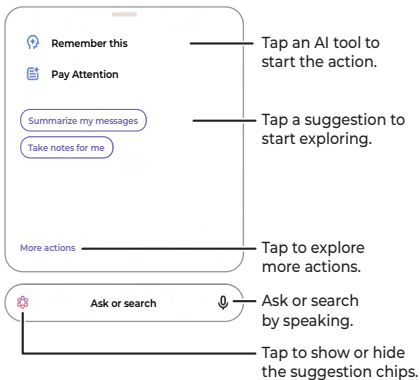 Remember this
Tap an AI tool to
start the action.
Pay Attention
Summarize my messages
Tap a suggestion to
start exploring.
Take notes for me
More actions
Tap to explore
more actions.
Ask or search
Ask or search
by speaking.
Tap to show or hide
the suggestion chips.